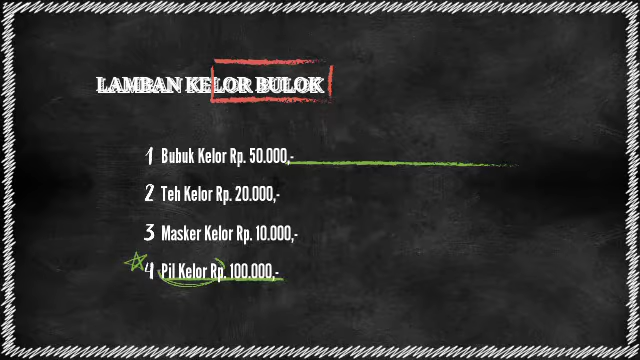 LAMBAN KELOR BULOK
1 Bubuk Kelor Rp. 50.000,-
2 Teh Kelor Rp. 20.000,-
3 Masker Kelor Rp. 10.000,-
4 Pil Kelor Rp. 100.000,-